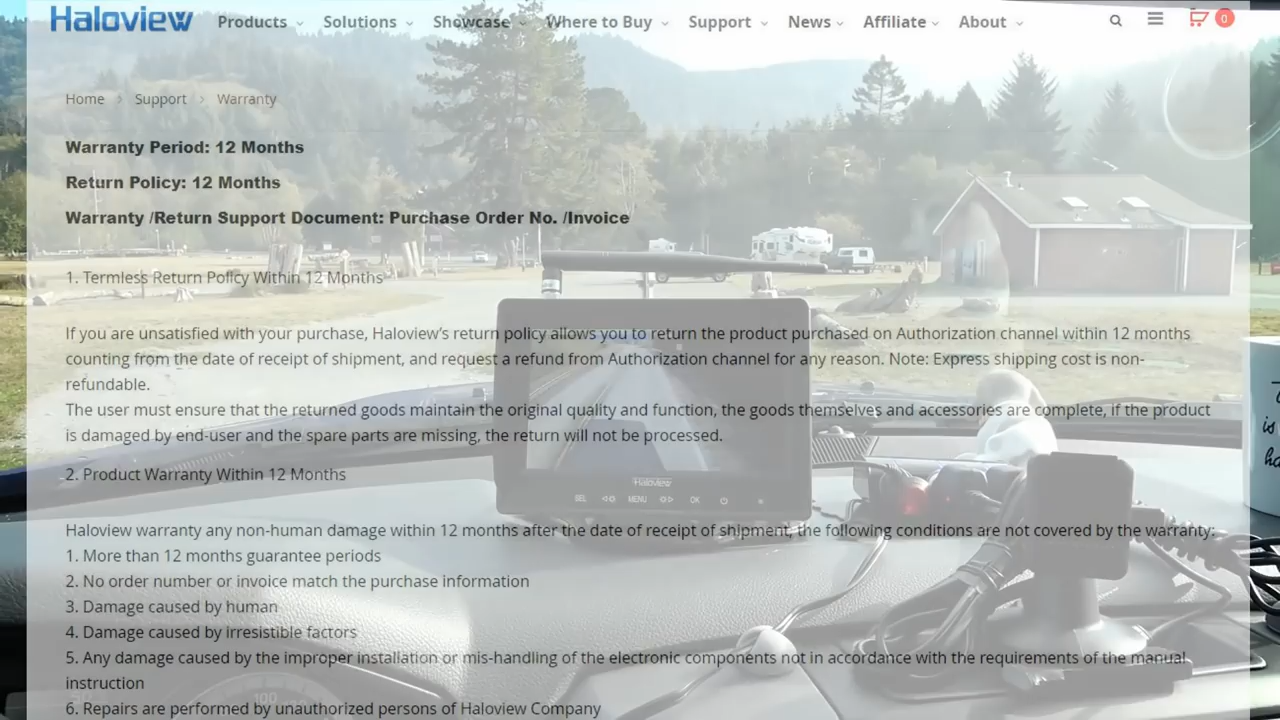 Haloview Products Solutions Showcase Where to Buy Support News Affiliate About 0
Home > Support > Warranty
Warranty Period: 12 Months
Return Policy: 12 Months
Warranty /Return Support Document: Purchase Order No. /Invoice
1. Termless Return Policy Within 12 Months
If you are unsatisfied with your purchase, Haloview's return policy allows you to return the product purchased on Authorization channel within 12 months
counting from the date of receipt of shipment, and request a refund from Authorization channel for any reason. Note: Express shipping cost is non-
refundable.
The user must ensure that the returned goods maintain the original quality and function, the goods themselves and accessories are complete, if the product
is damaged by end-user and the spare parts are missing, the return will not be processed.
is
ha
2. Product Warranty Within 12 Months
Haloview
SEL MENU OK
Haloview warranty any non-human damage within 12 months after the date of receipt of shipment, the following conditions are not covered by the warranty:
1. More than 12 months guarantee periods
2. No order number or invoice match the purchase information
3. Damage caused by human
4. Damage caused by irresistible factors
5. Any damage caused by the improper installation or mis-handling of the electronic components not in accordance with the requirements of the manual
instruction
100
6. Repairs are performed by unauthorized persons of Haloview Company